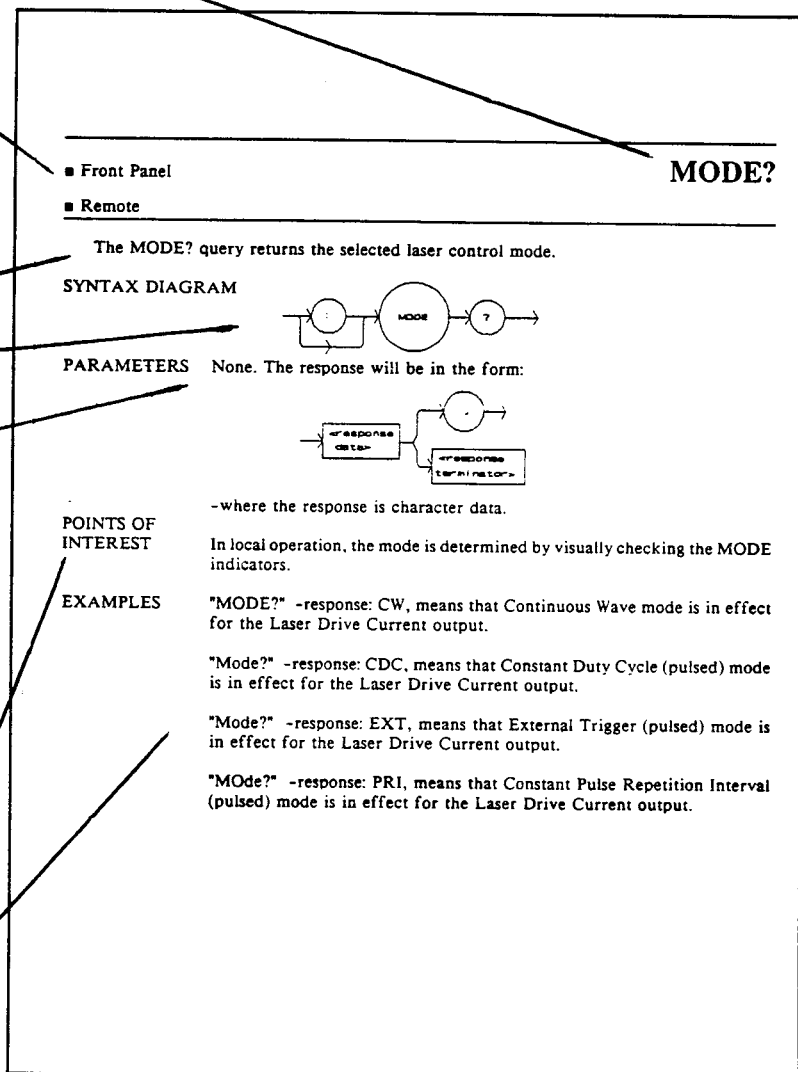 ■ Front Panel
MODE?
■ Remote
The MODE? query returns the selected laser control mode.
SYNTAX DIAGRAM
: MODE ?
PARAMETERS None. The response will be in the form:
<response
data>
<response
terminator>
-where the response is character data.
POINTS OF
INTEREST
In local operation, the mode is determined by visually checking the MODE
indicators.
EXAMPLES
"MODE?" -response: CW, means that Continuous Wave mode is in effect
for the Laser Drive Current output.
"Mode?" -response: CDC, means that Constant Duty Cycle (pulsed) mode
is in effect for the Laser Drive Current output.
"Mode?" -response: EXT, means that External Trigger (pulsed) mode is
in effect for the Laser Drive Current output.
"MOde?" -response: PRI, means that Constant Pulse Repetition Interval
(pulsed) mode is in effect for the Laser Drive Current output.